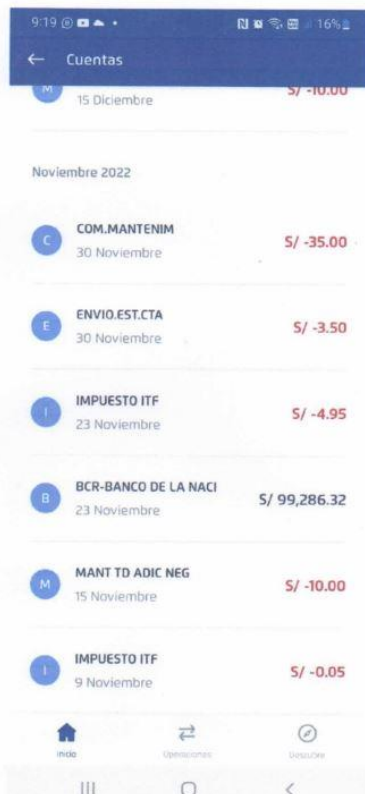 9:19
16%
← Cuentas
M
S/ -10.00
15 Diciembre
Noviembre 2022
C
COM.MANTENIM
S/ -35.00
30 Noviembre
E
ENVIO.EST.CTA
S/ -3.50
30 Noviembre
I
IMPUESTO ITF
S/ -4.95
23 Noviembre
B
BCR-BANCO DE LA NACI
S/ 99,286.32
23 Noviembre
M
MANT TD ADIC NEG
S/ -10.00
15 Noviembre
I
IMPUESTO ITF
S/ -0.05
9 Noviembre
Inicio
Operaciones
Descubre